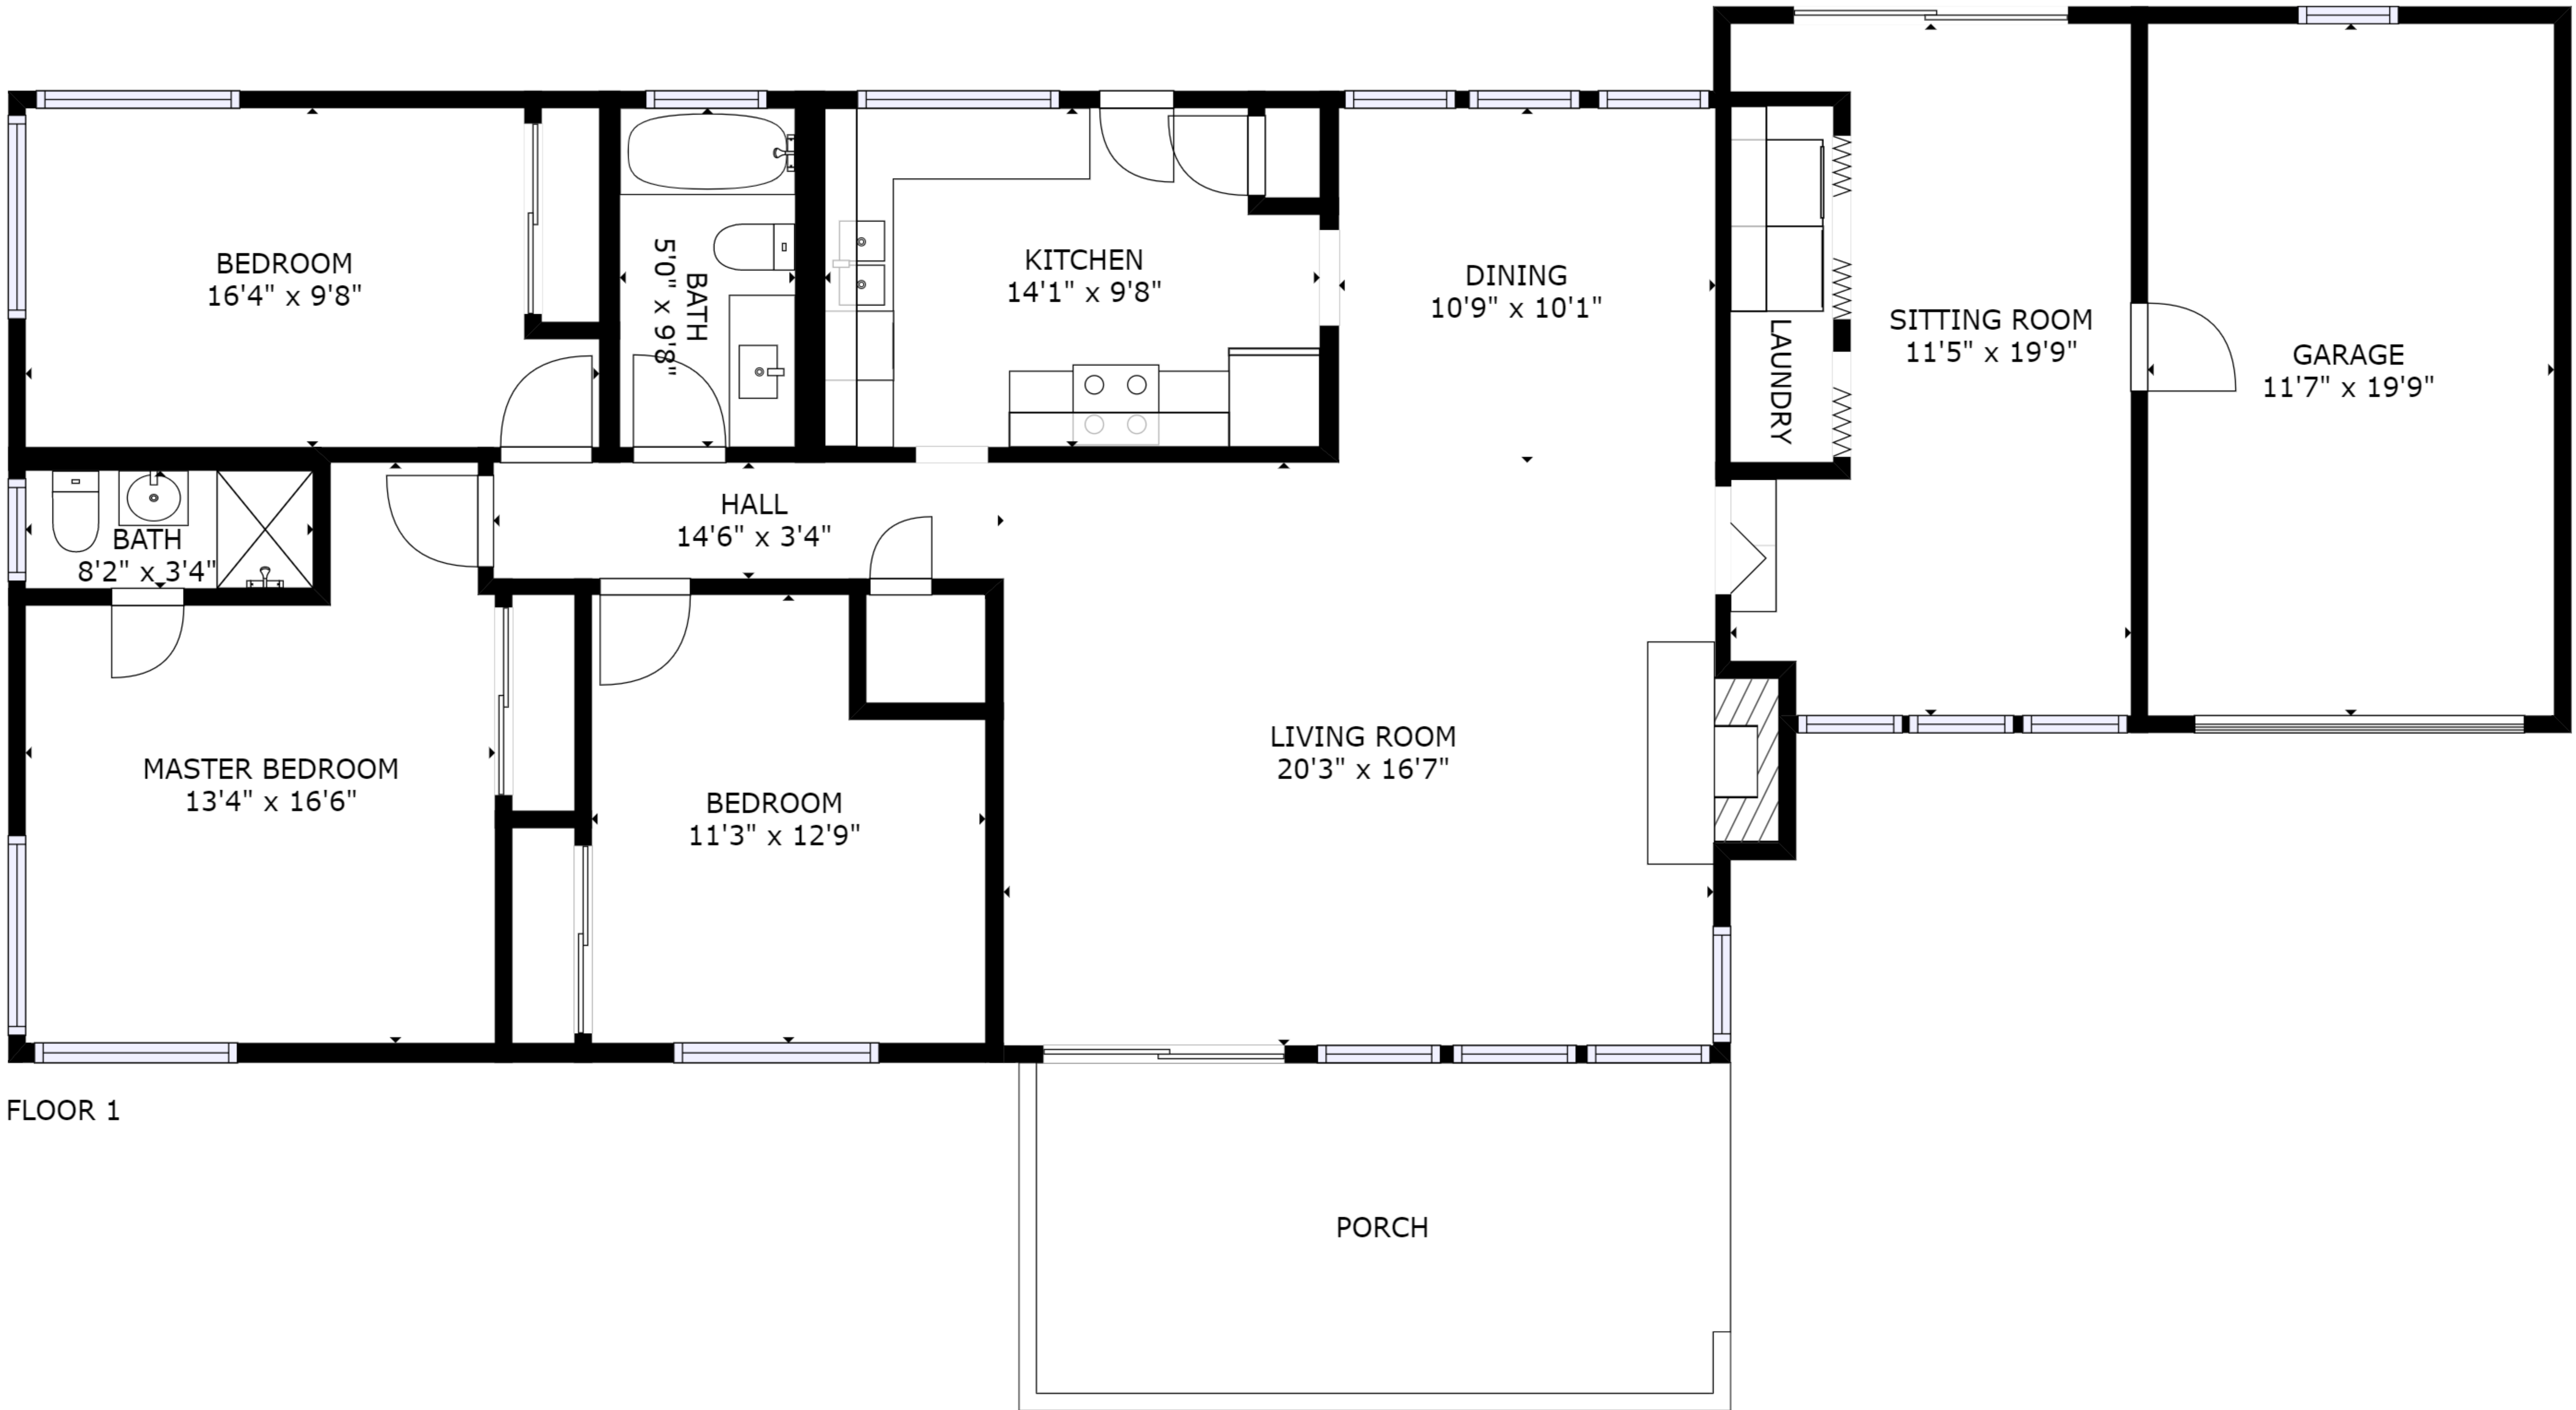 BEDROOM
16'4" x 9'8"
BATH
5'0" x 9'8"
KITCHEN
14'1" x 9'8"
DINING
10'9" x 10'1"
LAUNDRY
SITTING ROOM
11'5" x 19'9"
GARAGE
11'7" x 19'9"
BATH
8'2" x 3'4"
HALL
14'6" x 3'4"
MASTER BEDROOM
13'4" x 16'6"
BEDROOM
11'3" x 12'9"
LIVING ROOM
20'3" x 16'7"
FLOOR 1
PORCH